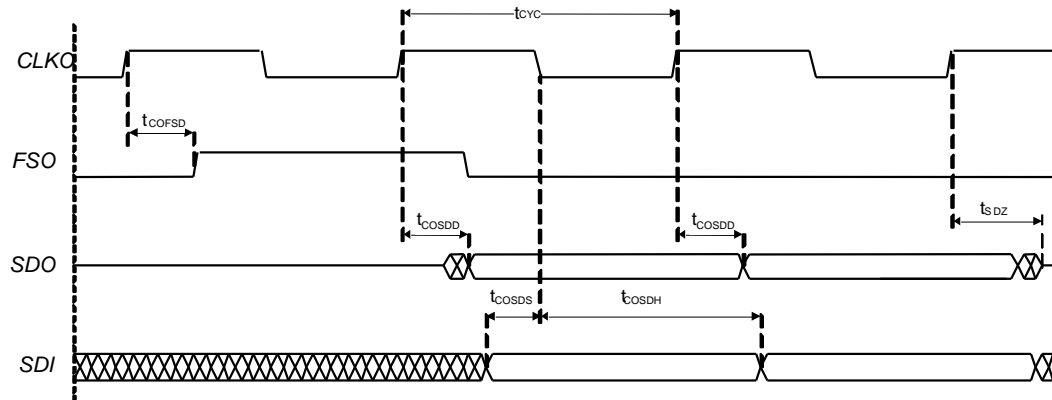 tCYC
CLKO
tCOFSD
FSO
tCOSDD
tCOSDD
tSDZ
SDO
tCOSDS
tCOSDH
SDI